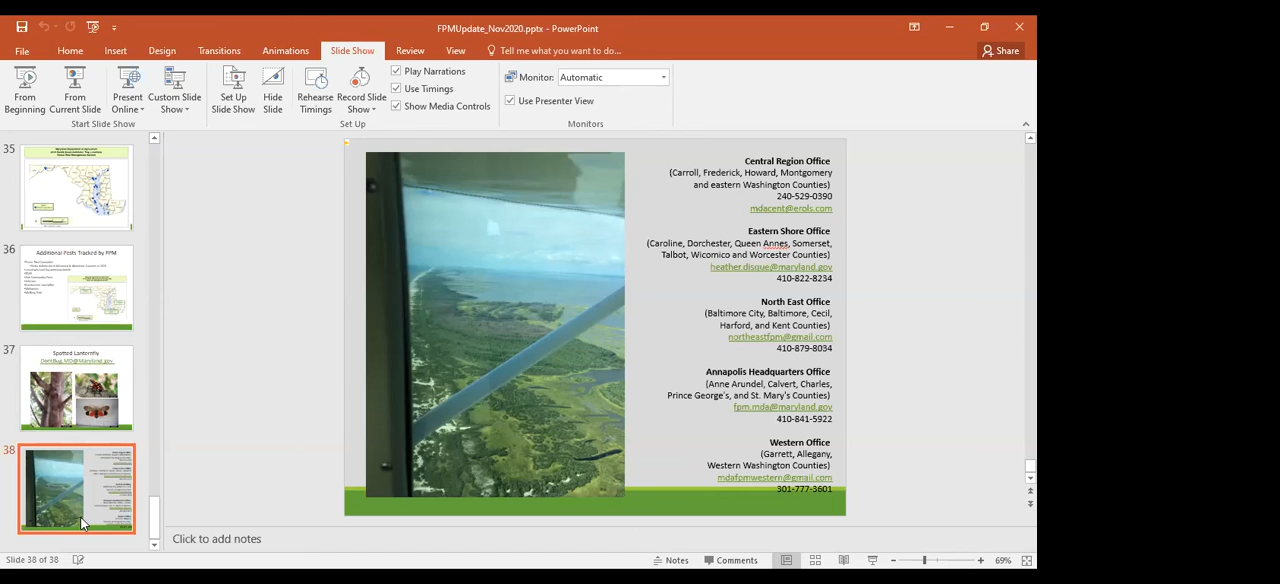 FPMUpdate_Nov2020.pptx - PowerPoint
File Home Insert Design Transitions Animations Slide Show Review View Tell me what you want to do...
Share
From Beginning
From Current Slide
Present Online
Custom Slide Show
Start Slide Show
Set Up Slide Show
Hide Slide
Rehearse Timings
Record Slide Show
Play Narrations
Use Timings
Show Media Controls
Set Up
Monitor: Automatic
Use Presenter View
Monitors
35
36
Additional Pests Tracked by FPM
37
Spotted Lanternfly
DontBug.MD@Maryland.gov
38
Central Region Office
(Carroll, Frederick, Howard, Montgomery
and eastern Washington Counties)
240-529-0390
mdacent@erols.com
Eastern Shore Office
(Caroline, Dorchester, Queen Annes, Somerset,
Talbot, Wicomico and Worcester Counties)
heather.disque@maryland.gov
410-822-8234
North East Office
(Baltimore City, Baltimore, Cecil,
Harford, and Kent Counties)
northeastfpm@gmail.com
410-879-8034
Annapolis Headquarters Office
(Anne Arundel, Calvert, Charles,
Prince George's, and St. Mary's Counties)
fpm.mda@maryland.gov
410-841-5922
Western Office
(Garrett, Allegany,
Western Washington Counties)
mdafpmwestern@gmail.com
301-777-3601
Click to add notes
Slide 38 of 38
Notes
Comments
69%